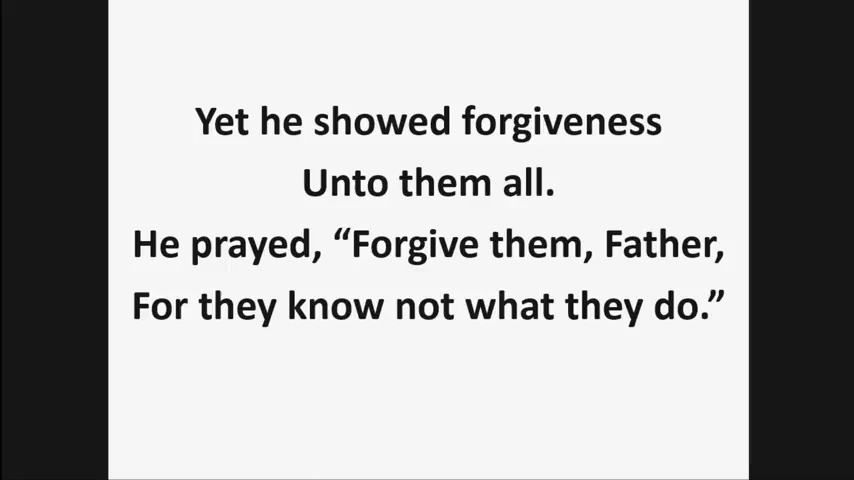 Yet he showed forgiveness
Unto them all.
He prayed, “Forgive them, Father,
For they know not what they do.”